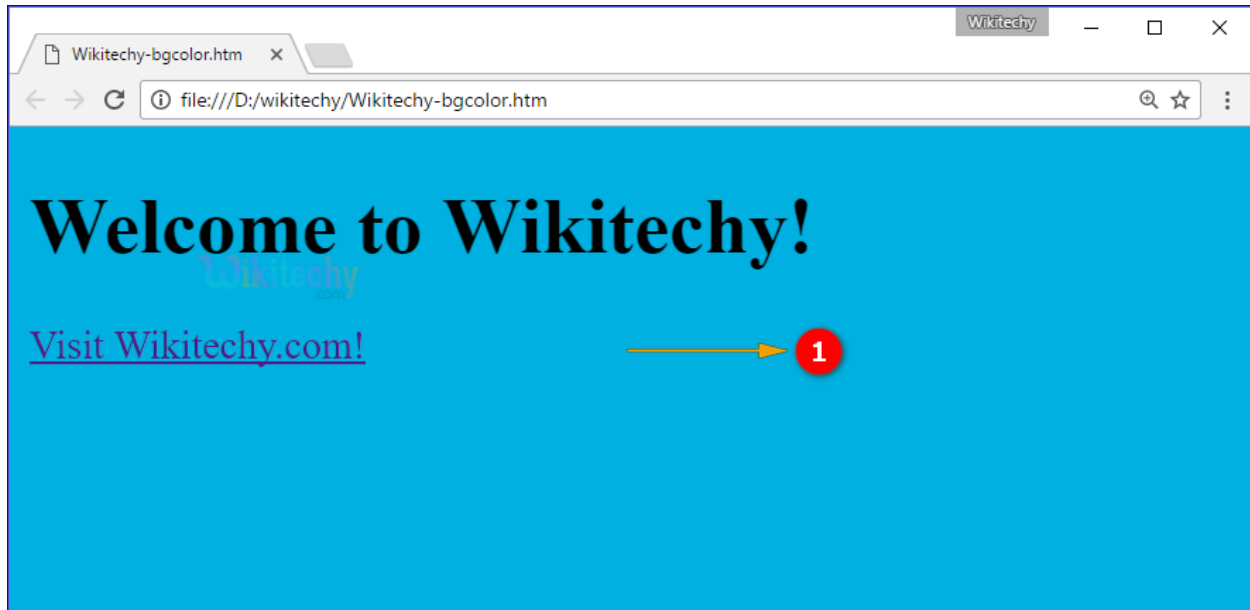 Wikitechy
Wikitechy-bgcolor.htm
file:///D:/wikitechy/Wikitechy-bgcolor.htm
Welcome to Wikitechy!
Wikitechy
.com
Visit Wikitechy.com!
1